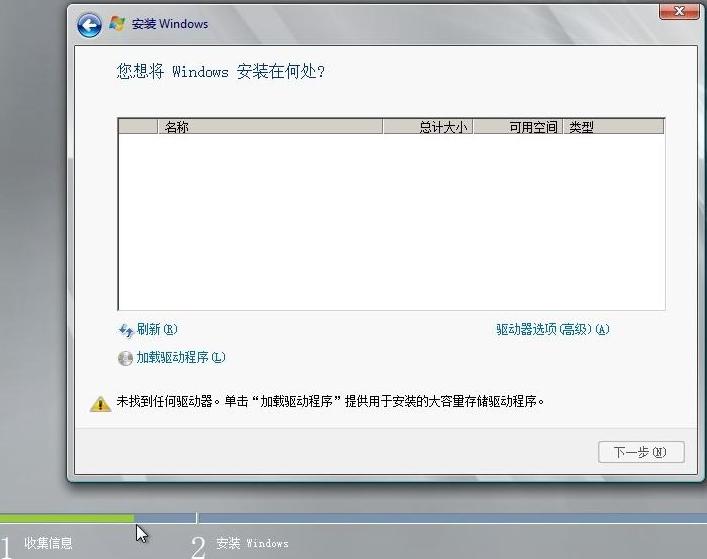 安装 Windows
您想将 Windows 安装在何处?
名称 总计大小 可用空间 类型
刷新(R) 驱动器选项(高级)(A)
加载驱动程序(L)
未找到任何驱动器。单击“加载驱动程序”提供用于安装的大容量存储驱动程序。
下一步(N)
1 收集信息 2 安装 Windows